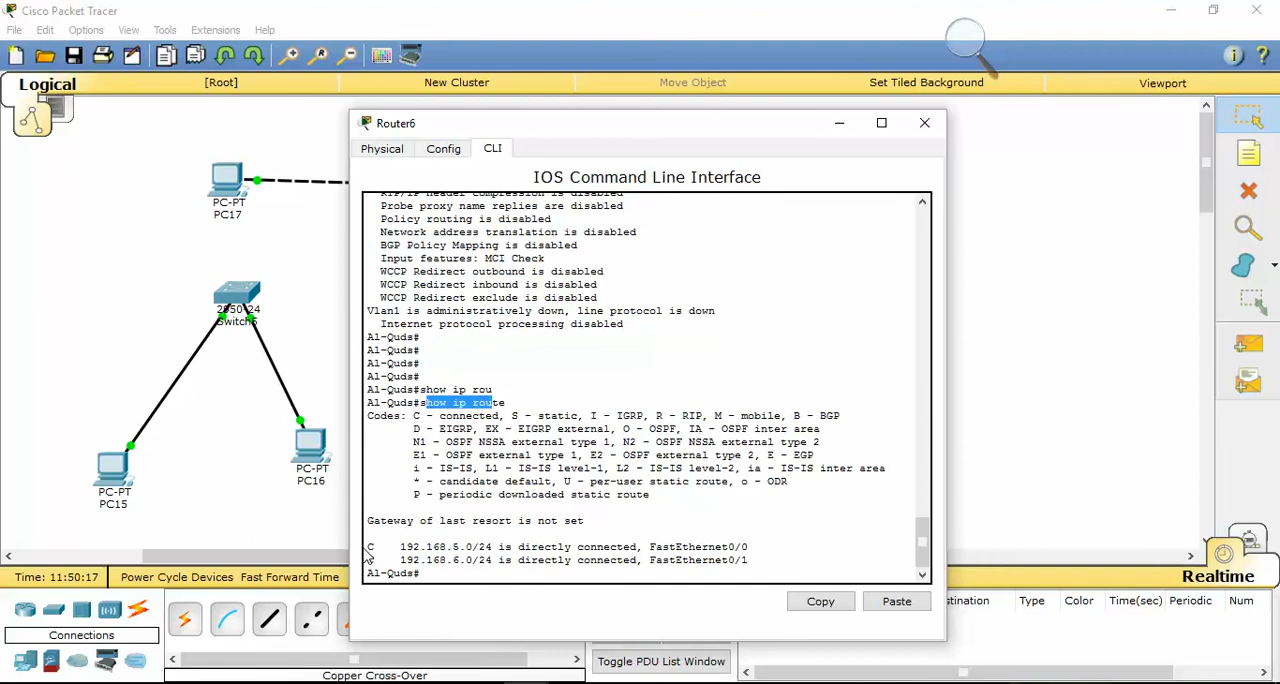 Cisco Packet Tracer
File Edit Options View Tools Extensions Help
Logical [Root] New Cluster Move Object Set Tiled Background Viewport
PC-PT
PC17
2950-24
Switch5
PC-PT
PC16
PC-PT
PC15
Router6
Physical Config CLI
IOS Command Line Interface
header compression is disabled
Probe proxy name replies are disabled
Policy routing is disabled
Network address translation is disabled
BGP Policy Mapping is disabled
Input features: MCI Check
WCCP Redirect outbound is disabled
WCCP Redirect inbound is disabled
WCCP Redirect exclude is disabled
Vlan1 is administratively down, line protocol is down
Internet protocol processing disabled
Al-Quds#
Al-Quds#
Al-Quds#
Al-Quds#
Al-Quds#show ip rou
Al-Quds#show ip route
Codes: C - connected, S - static, I - IGRP, R - RIP, M - mobile, B - BGP
D - EIGRP, EX - EIGRP external, O - OSPF, IA - OSPF inter area
N1 - OSPF NSSA external type 1, N2 - OSPF NSSA external type 2
E1 - OSPF external type 1, E2 - OSPF external type 2, E - EGP
i - IS-IS, L1 - IS-IS level-1, L2 - IS-IS level-2, ia - IS-IS inter area
* - candidate default, U - per-user static route, o - ODR
P - periodic downloaded static route
Gateway of last resort is not set
C 192.168.5.0/24 is directly connected, FastEthernet0/0
192.168.6.0/24 is directly connected, FastEthernet0/1
Al-Quds#
Copy Paste
Time: 11:50:17 Power Cycle Devices Fast Forward Time Realtime
Connections
Copper Cross-Over
Toggle PDU List Window
stination Type Color Time(sec) Periodic Num